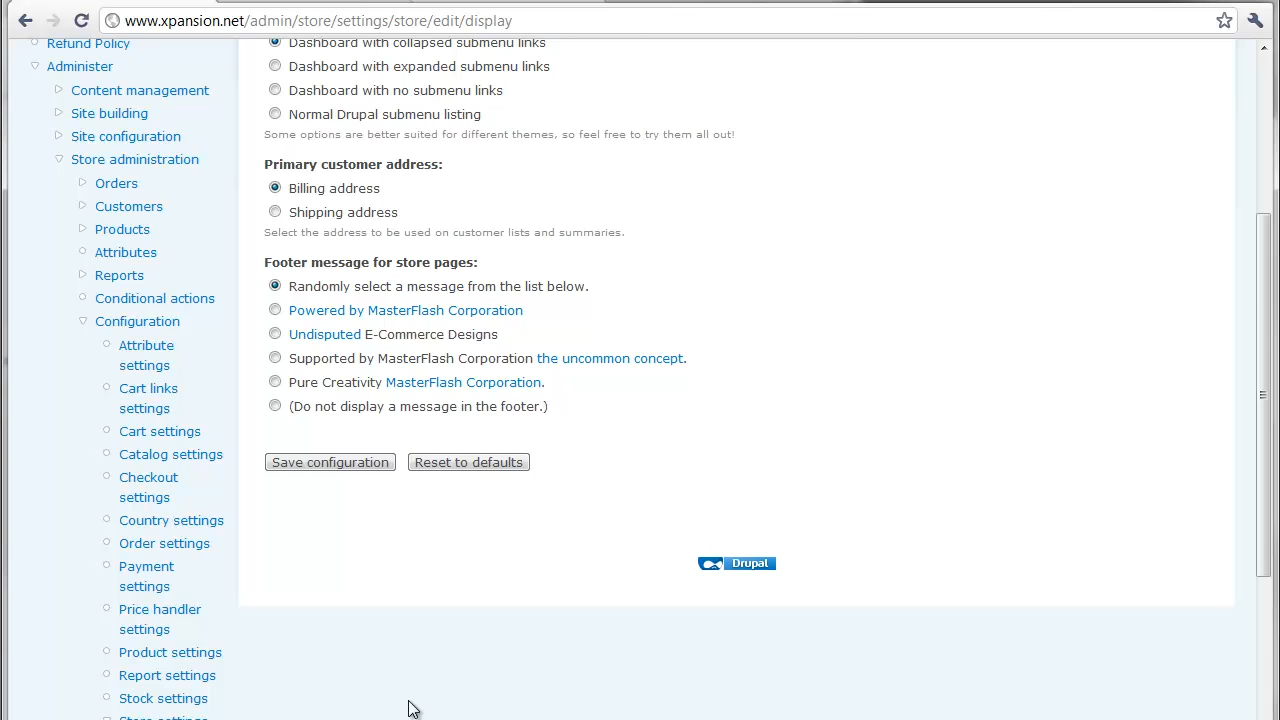 www.xpansion.net/admin/store/settings/store/edit/display
Refund Policy
Administer
Content management
Site building
Site configuration
Store administration
Orders
Customers
Products
Attributes
Reports
Conditional actions
Configuration
Attribute
settings
Cart links
settings
Cart settings
Catalog settings
Checkout
settings
Country settings
Order settings
Payment
settings
Price handler
settings
Product settings
Report settings
Stock settings
Store settings
Dashboard with collapsed submenu links
Dashboard with expanded submenu links
Dashboard with no submenu links
Normal Drupal submenu listing
Some options are better suited for different themes, so feel free to try them all out!
Primary customer address:
Billing address
Shipping address
Select the address to be used on customer lists and summaries.
Footer message for store pages:
Randomly select a message from the list below.
Powered by MasterFlash Corporation
Undisputed E-Commerce Designs
Supported by MasterFlash Corporation the uncommon concept.
Pure Creativity MasterFlash Corporation.
(Do not display a message in the footer.)
Save configuration Reset to defaults
Drupal